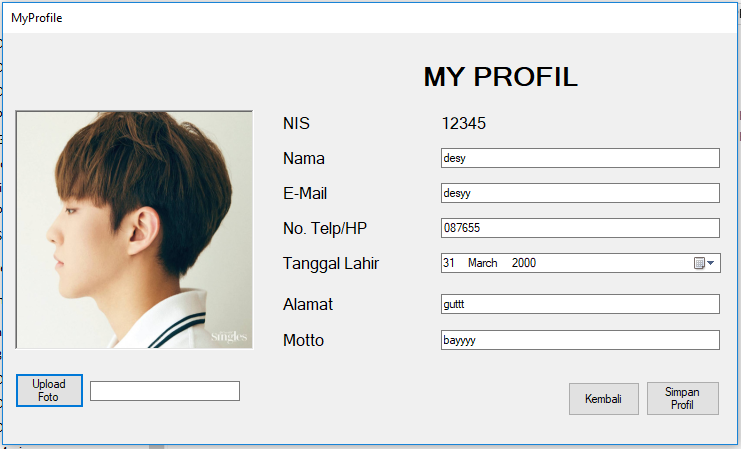 MyProfile
MY PROFIL
NIS 12345
Nama desy
E-Mail desyy
No. Telp/HP 087655
Tanggal Lahir 31 March 2000
Alamat guttt
Motto bayyyy
Singles
Upload Foto
Kembali
Simpan Profil